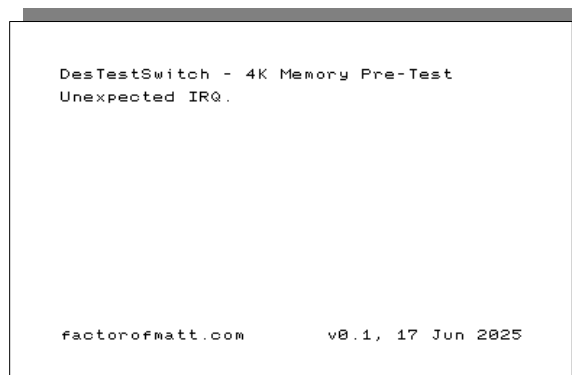 DesTestSwitch - 4K Memory Pre-Test
Unexpected IRQ.
factorofmatt.com v0.1, 17 Jun 2025